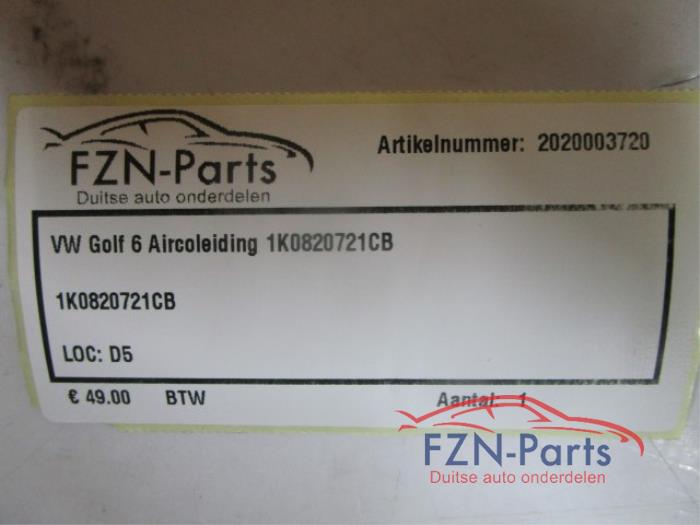 FZN-Parts
Duitse auto onderdelen
Artikelnummer: 2020003720
VW Golf 6 Aircoleiding 1K0820721CB
1K0820721CB
LOC: D5
€ 49.00 BTW Aantal: 1
FZN-Parts
Duitse auto onderdelen